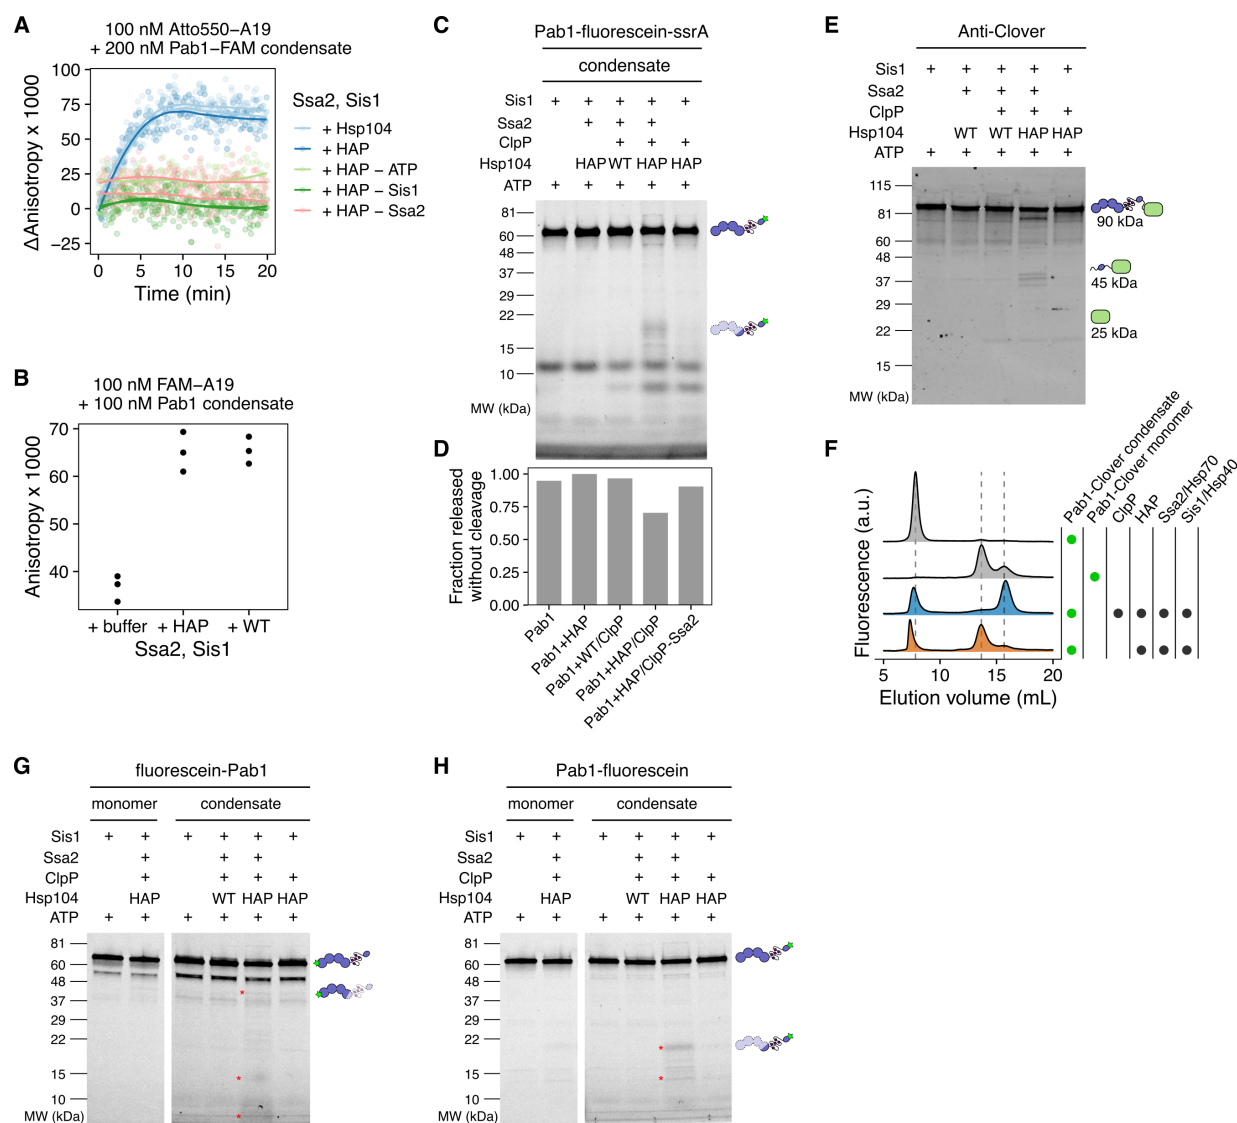 A
100 nM Atto550−A19
+ 200 nM Pab1−FAM condensate
ΔAnisotropy x 1000
100
75
50
25
0
−25
0 5 10 15 20
Time (min)
Ssa2, Sis1
+ Hsp104
+ HAP
+ HAP − ATP
+ HAP − Sis1
+ HAP − Ssa2
B
100 nM FAM−A19
+ 100 nM Pab1 condensate
Anisotropy x 1000
70
60
50
40
+ buffer + HAP + WT
Ssa2, Sis1
C
Pab1-fluorescein-ssrA
condensate
Sis1 + + + + +
Ssa2 + + +
ClpP + + +
Hsp104 HAP WT HAP HAP
ATP + + + + +
81
60
48
37
29
22
15
10
MW (kDa)
D
Fraction released
without cleavage
1.00
0.75
0.50
0.25
0.00
Pab1
Pab1+HAP
Pab1+WT/ClpP
Pab1+HAP/ClpP
Pab1+HAP/ClpP-Ssa2
E
Anti-Clover
Sis1 + + + + +
Ssa2 + + +
ClpP + + +
Hsp104 WT WT HAP HAP
ATP + + + + +
115
81
60
48
37
29
22
15
MW (kDa)
90 kDa
45 kDa
25 kDa
F
Fluorescence (a.u.)
5 10 15 20
Elution volume (mL)
Pab1-Clover condensate
Pab1-Clover monomer
ClpP
HAP
Ssa2/Hsp70
Sis1/Hsp40
G
fluorescein-Pab1
monomer condensate
Sis1 + + + + + +
Ssa2 + + +
ClpP + + + +
Hsp104 HAP WT HAP HAP
ATP + + + + + +
81
60
48
37
29
22
15
10
MW (kDa)
*
*
*
H
Pab1-fluorescein
monomer condensate
Sis1 + + + + + +
Ssa2 + + +
ClpP + + + +
Hsp104 HAP WT HAP HAP
ATP + + + + + +
81
60
48
37
29
22
15
10
MW (kDa)
*
*